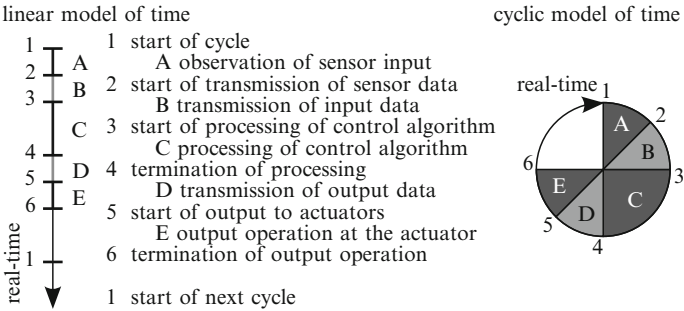 linear model of time
1
A
2
B
3
C
4
D
5
E
6
1
real-time
1 start of cycle
A observation of sensor input
2 start of transmission of sensor data
B transmission of input data
3 start of processing of control algorithm
C processing of control algorithm
4 termination of processing
D transmission of output data
5 start of output to actuators
E output operation at the actuator
6 termination of output operation
1 start of next cycle
cyclic model of time
real-time
1
2
A
B
6
3
E
C
D
5
4